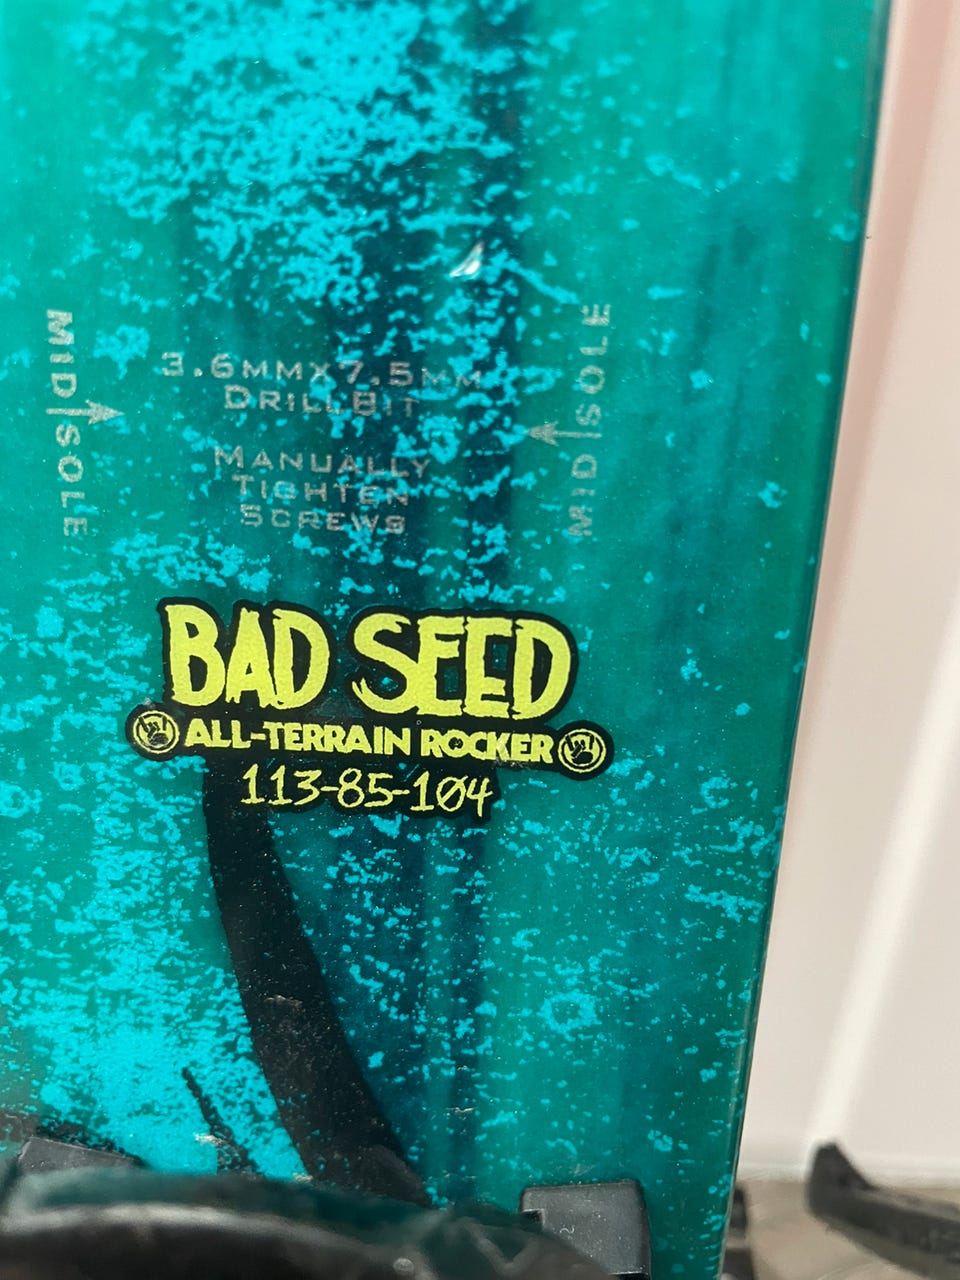 MID SOLE
3.6MMX7.5MM
DRILLBIT
MANUALLY
TIGHTEN
SCREWS
MID SOLE
BAD SEED
ALL-TERRAIN ROCKER
113-85-104